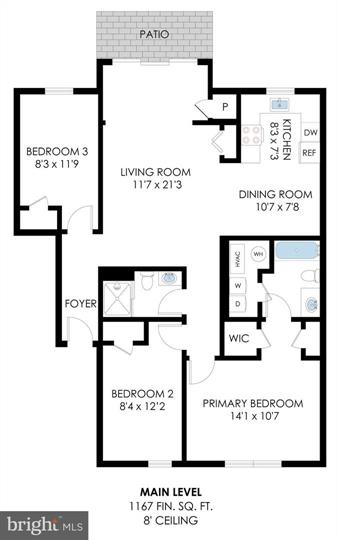 PATIO
P
KITCHEN
8'3 x 7'3
DW
REF
BEDROOM 3
8'3 x 11'9
LIVING ROOM
11'7 x 21'3
DINING ROOM
10'7 x 7'8
HVAC
WH
W
D
FOYER
WIC
BEDROOM 2
8'4 x 12'2
PRIMARY BEDROOM
14'1 x 10'7
MAIN LEVEL
1167 FIN. SQ. FT.
8' CEILING
bright MLS